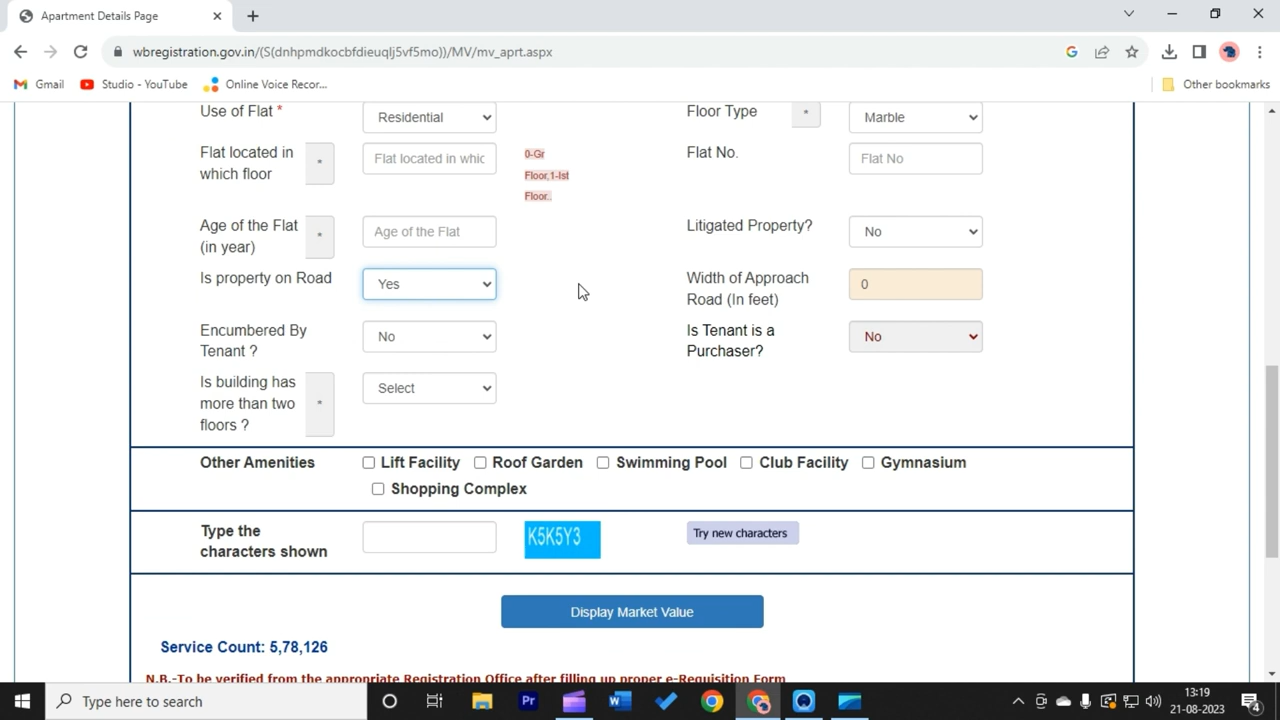 Apartment Details Page
wbregistration.gov.in/(S(dnhpmdkocbfdieuqlj5vf5mo))/MV/mv_aprt.aspx
Gmail Studio - YouTube Online Voice Recor... Other bookmarks
Use of Flat * Residential Floor Type * Marble
Flat located in which floor * Flat located in whic 0-Gr Floor,1-Ist Floor.. Flat No. Flat No
Age of the Flat (in year) * Age of the Flat Litigated Property? No
Is property on Road Yes Width of Approach Road (In feet) 0
Encumbered By Tenant ? No Is Tenant is a Purchaser? No
Is building has more than two floors ? * Select
Other Amenities Lift Facility Roof Garden Swimming Pool Club Facility Gymnasium
Shopping Complex
Type the characters shown K5K5Y3 Try new characters
Display Market Value
Service Count: 5,78,126
N.B.-To be verified from the appropriate Registration Office after filling up proper e-Requisition Form
Type here to search 13:19
21-08-2023 4